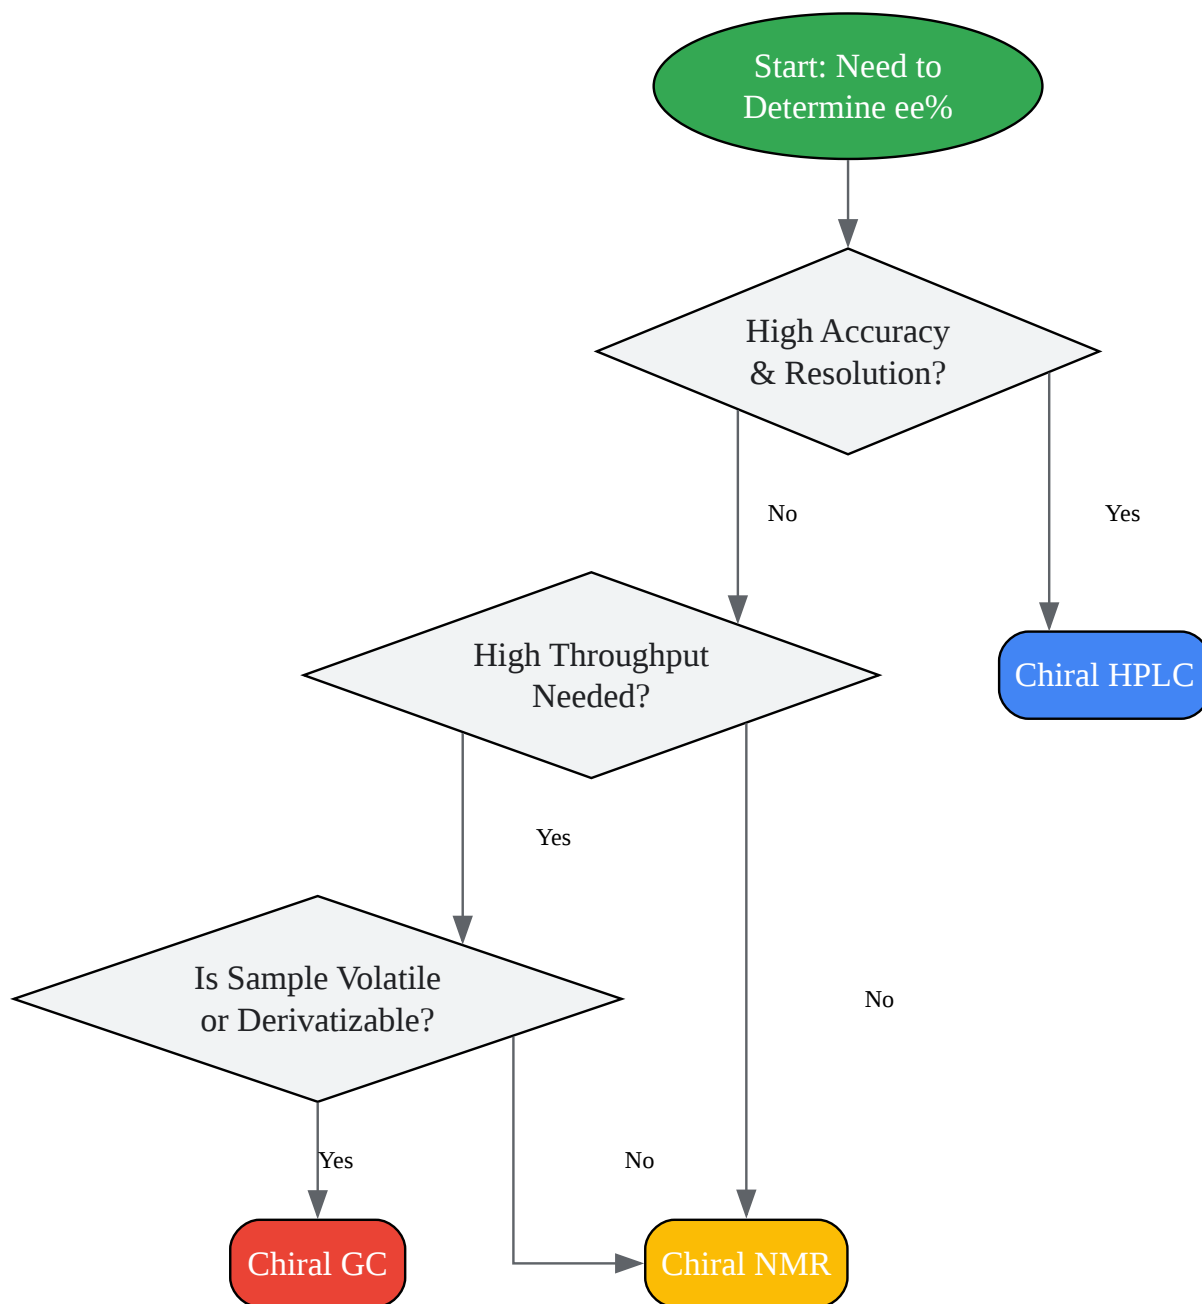 Start: Need to
Determine ee%
High Accuracy
& Resolution?
No
Yes
High Throughput
Needed?
Chiral HPLC
Yes
Is Sample Volatile
or Derivatizable?
No
Yes
No
Chiral GC
Chiral NMR